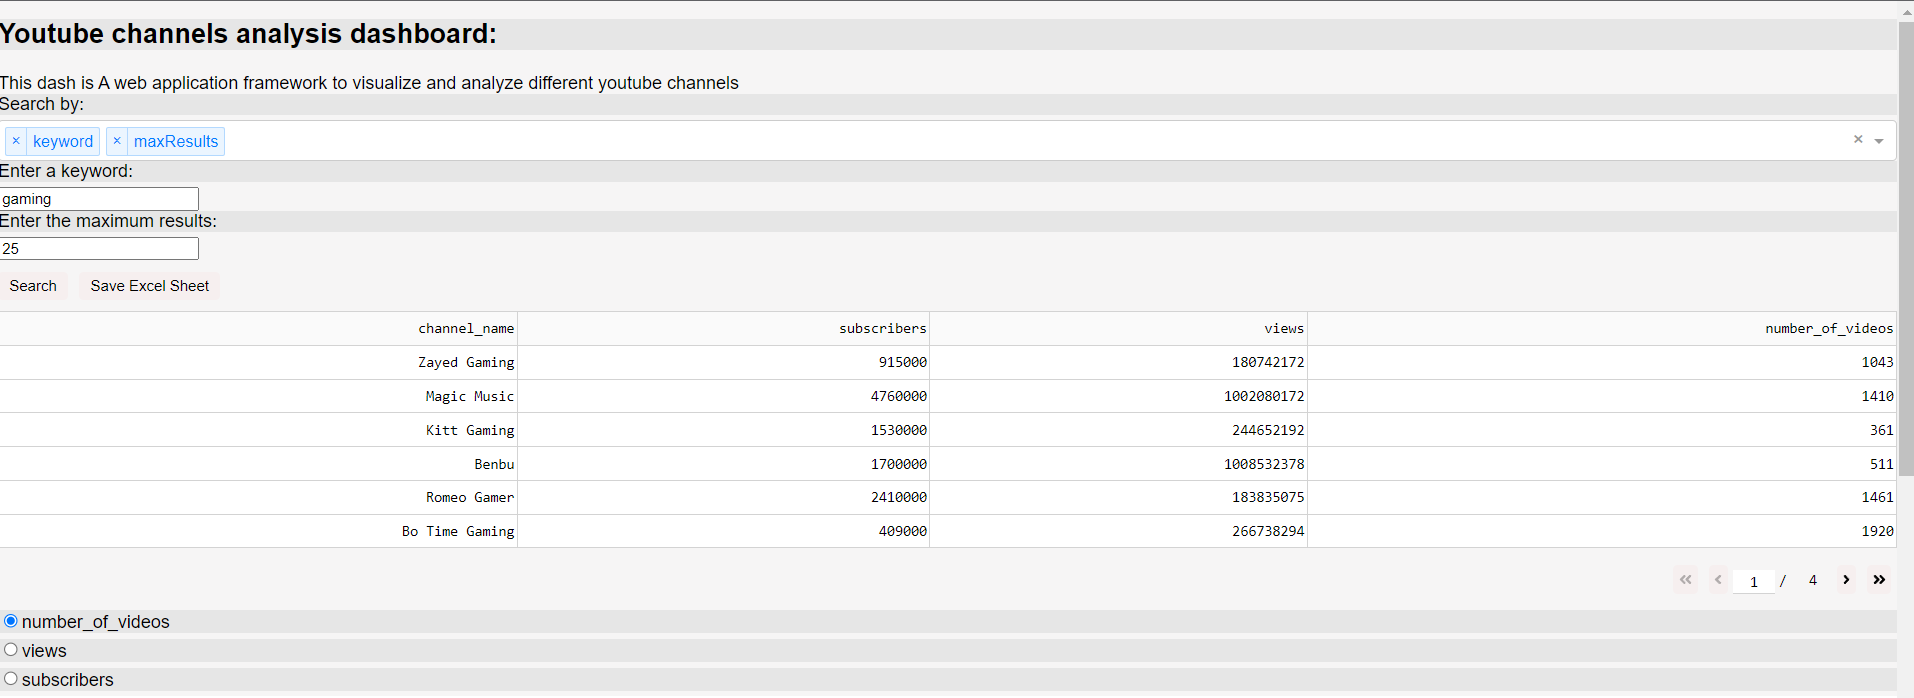 Youtube channels analysis dashboard:
This dash is A web application framework to visualize and analyze different youtube channels
Search by:
× keyword × maxResults ×
Enter a keyword:
gaming
Enter the maximum results:
25
Search Save Excel Sheet
channel_name subscribers views number_of_videos
Zayed Gaming 915000 180742172 1043
Magic Music 4760000 1002080172 1410
Kitt Gaming 1530000 244652192 361
Benbu 1700000 1008532378 511
Romeo Gamer 2410000 183835075 1461
Bo Time Gaming 409000 266738294 1920
« ‹ 1 / 4 › »
number_of_videos
views
subscribers